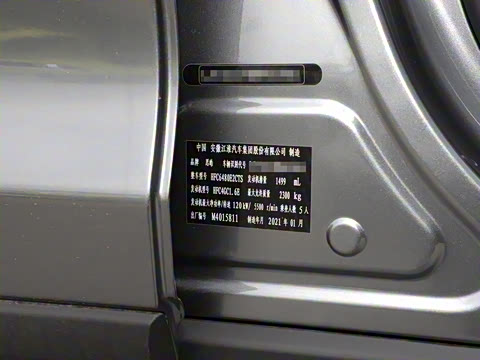 中国 安徽江淮汽车集团股份有限公司 制造
品牌 思皓 车辆识别代号
整车型号 HFC6480E2CTS 发动机排量 1499 mL
发动机型号 HFC4GC1.6E 最大允许总质量 2300 kg
发动机最大净功率/转速 120kW/ 5500 r/min 乘坐人数 5 人
出厂编号 M4015811 制造年月 2021 年 01 月